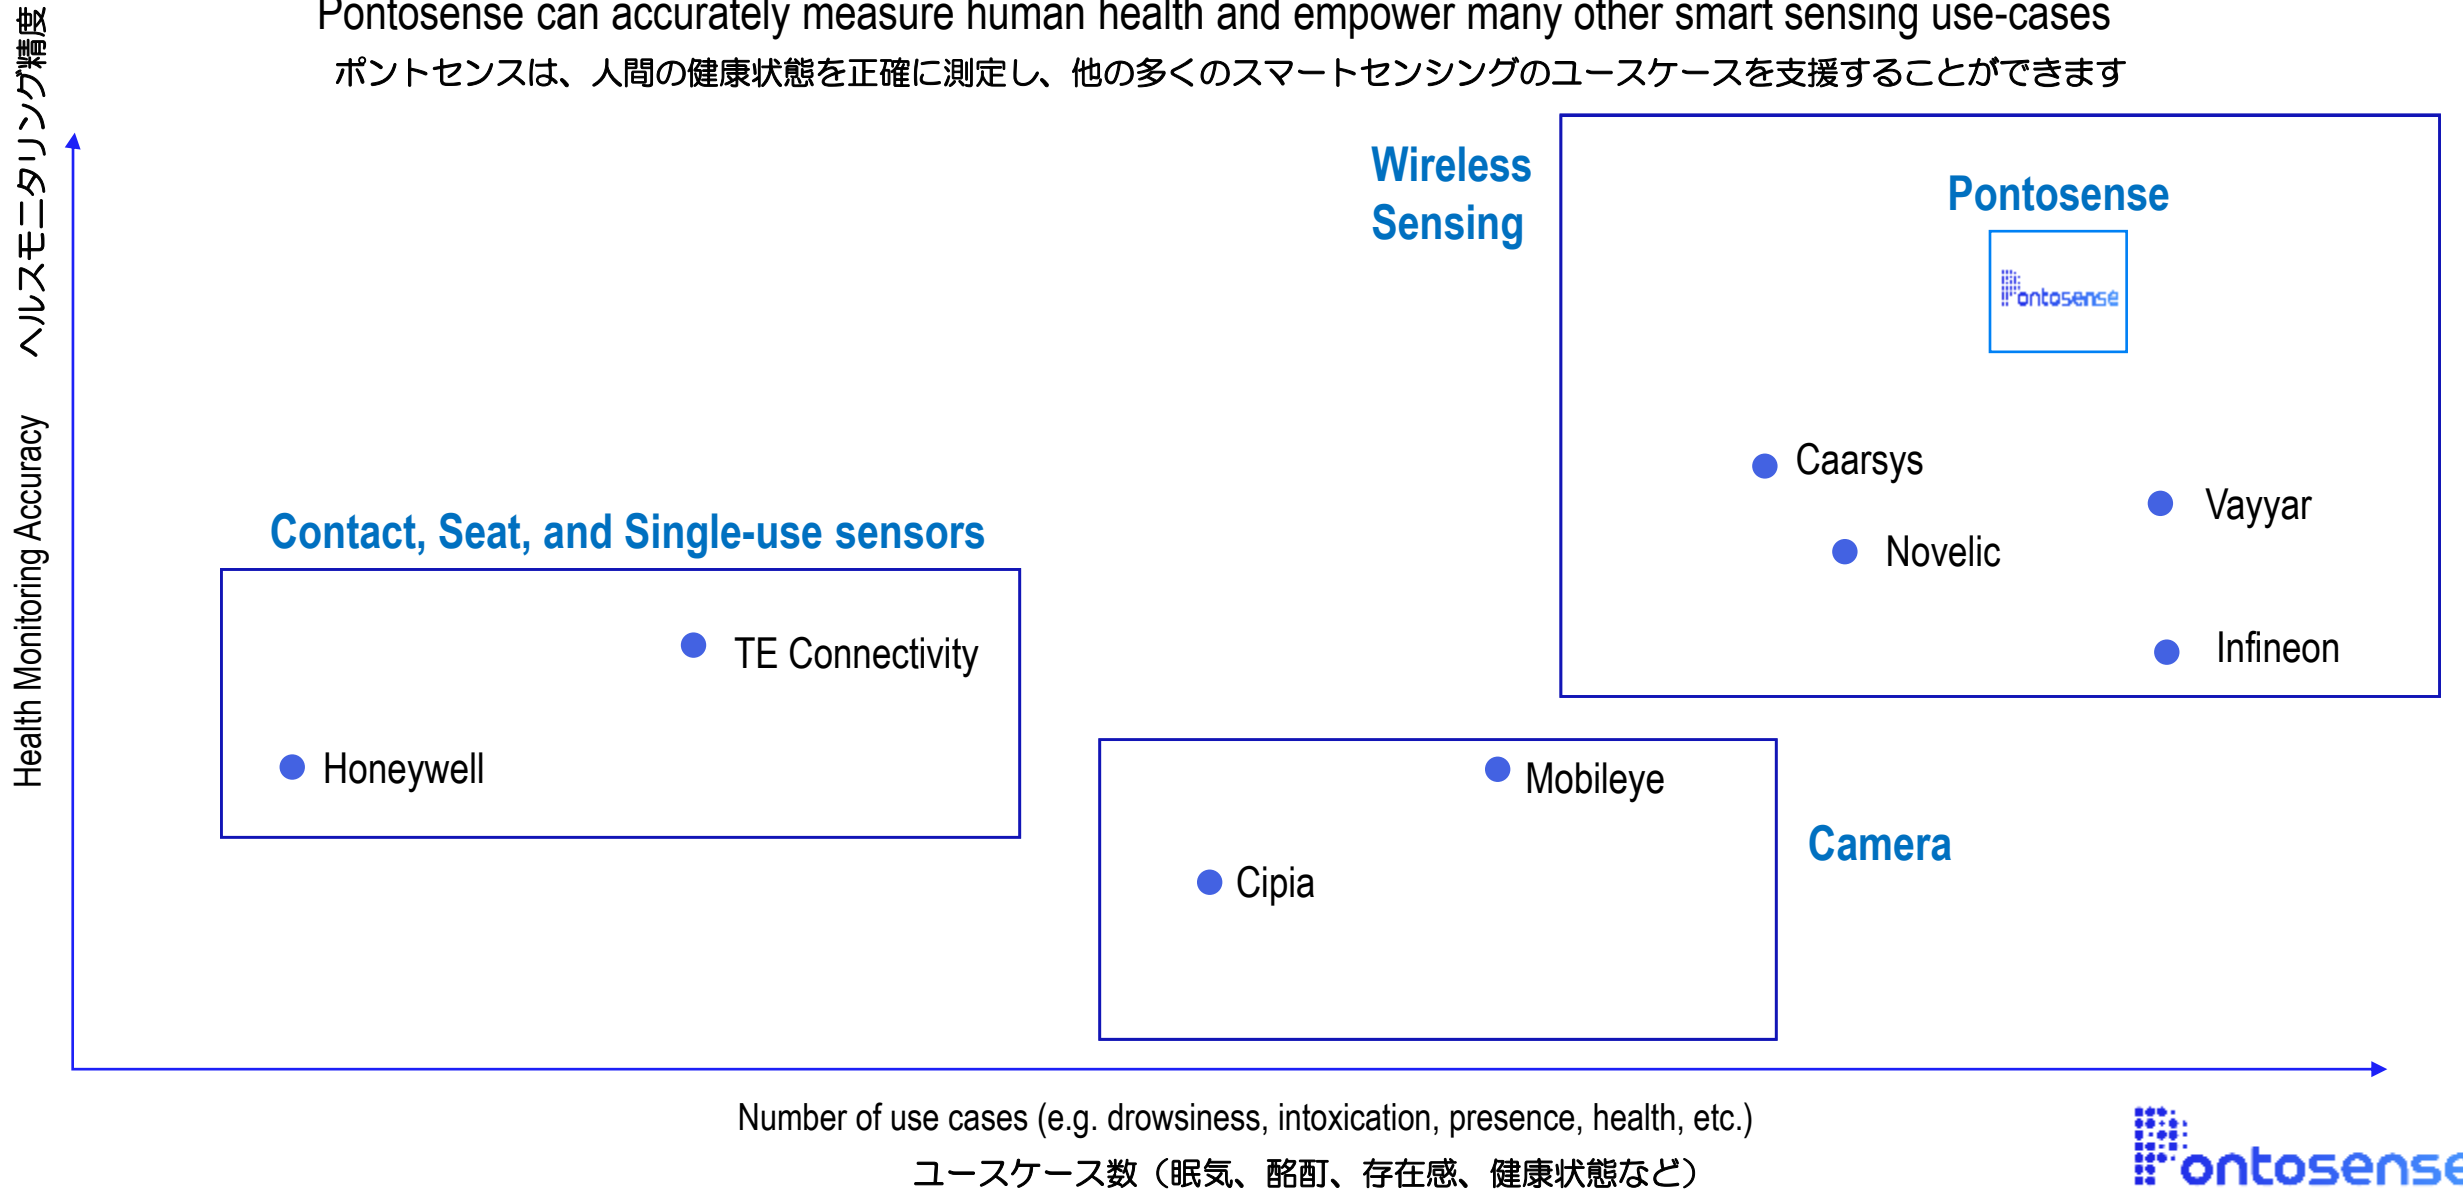 Pontosense can accurately measure human health and empower many other smart sensing use-cases
ポントセンスは、人間の健康状態を正確に測定し、他の多くのスマートセンシングのユースケースを支援することができます
Health Monitoring Accuracy ヘルスモニタリング精度
Wireless
Sensing
Pontosense
Pontosense
Caarsys
Vayyar
Novelic
Infineon
Contact, Seat, and Single-use sensors
TE Connectivity
Honeywell
Mobileye
Camera
Cipia
Number of use cases (e.g. drowsiness, intoxication, presence, health, etc.)
ユースケース数（眠気、酩酊、存在感、健康状態など）
Pontosense